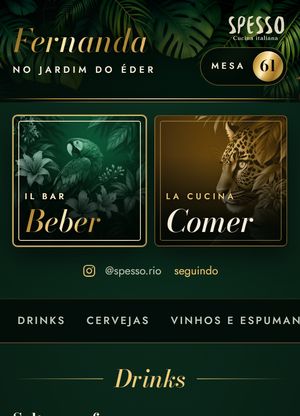 Fernanda
NO JARDIM DO ÉDER
SPESSO
Cucina italiana
MESA 61
IL BAR
Beber
LA CUCINA
Comer
@spesso.rio seguindo
DRINKS CERVEJAS VINHOS E ESPUMAN
Drinks